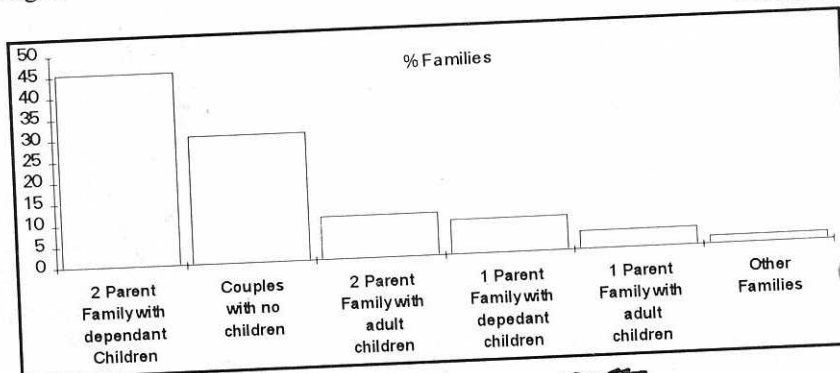 % Families
50
45
40
35
30
25
20
15
10
5
0
2 Parent
Family with
dependant
Children
Couples
with no
children
2 Parent
Family with
adult
children
1 Parent
Family with
depedant
children
1 Parent
Family with
adult
children
Other
Families